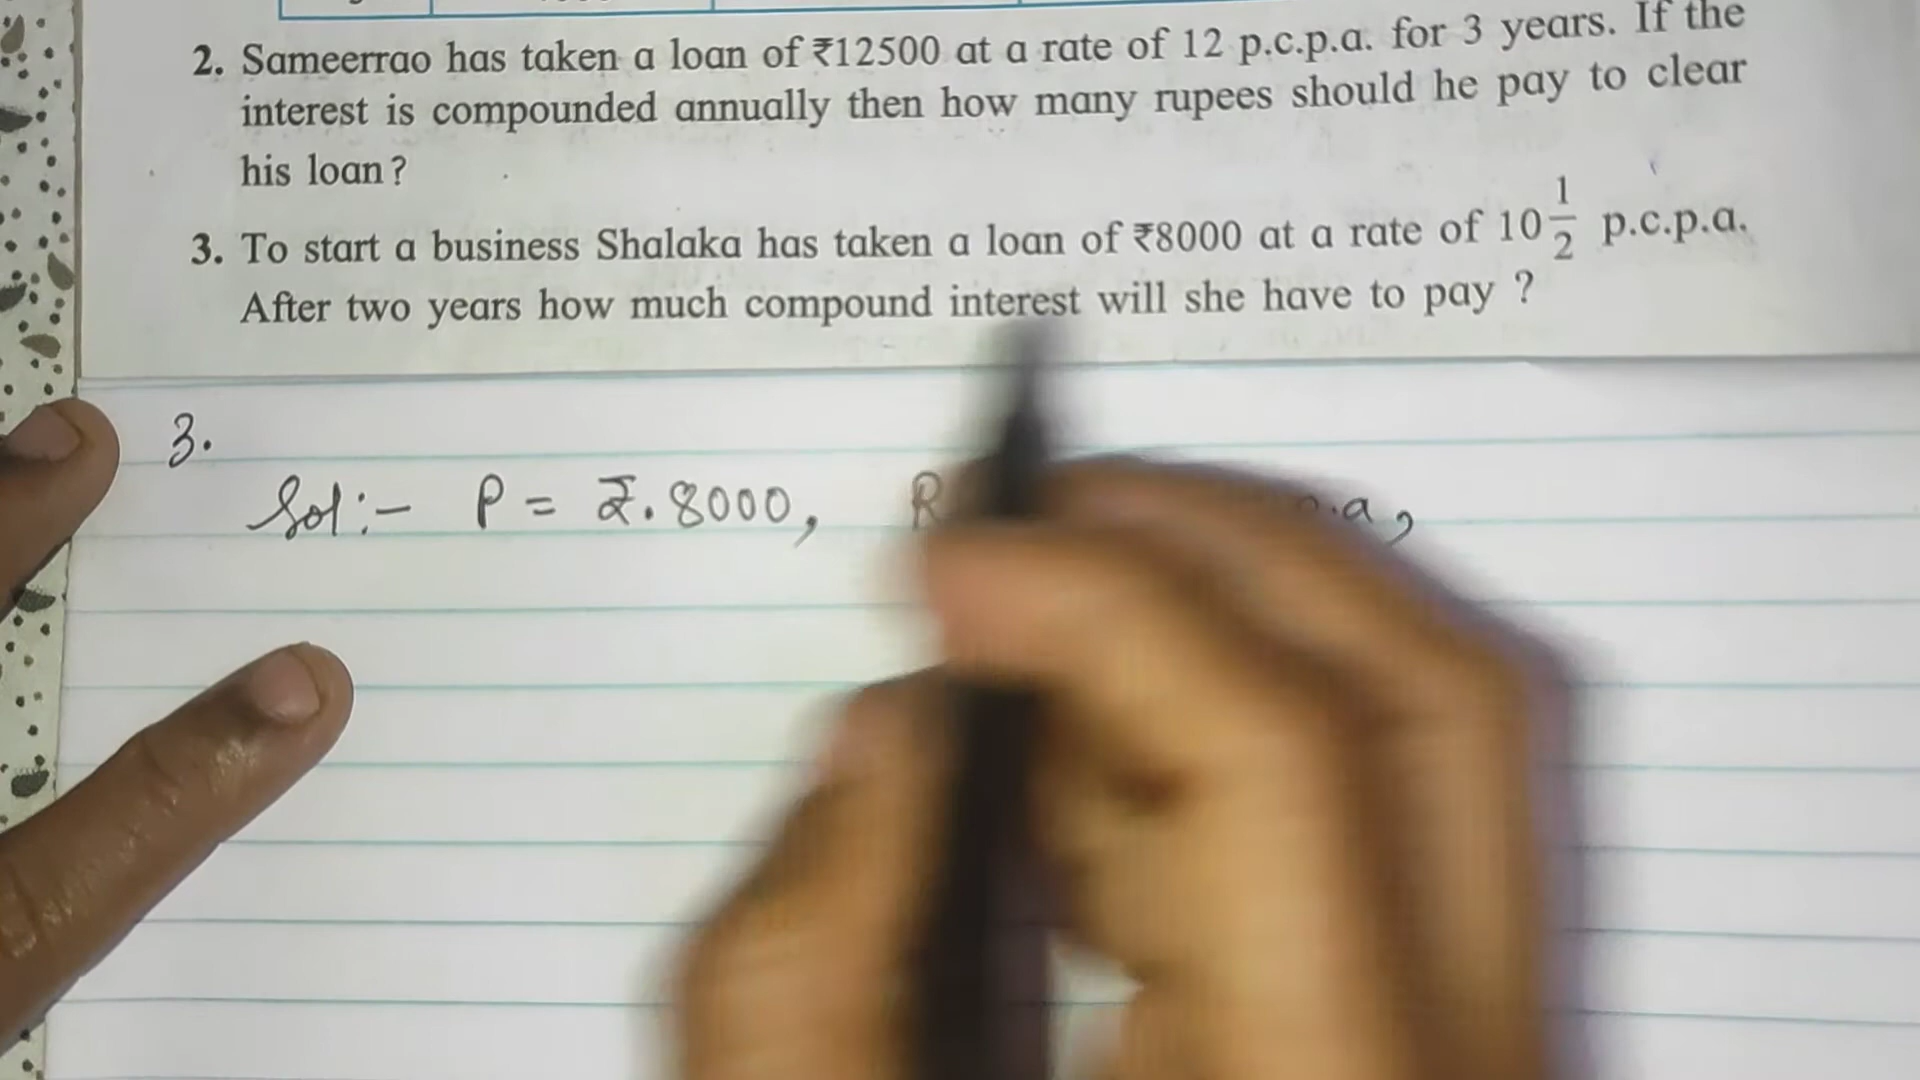 2. Sameerrao has taken a loan of ₹12500 at a rate of 12 p.c.p.a. for 3 years. If the
interest is compounded annually then how many rupees should he pay to clear
his loan?
3. To start a business Shalaka has taken a loan of ₹8000 at a rate of 10 1/2 p.c.p.a.
After two years how much compound interest will she have to pay ?
3.
Sol:- P = ₹. 8000, R .a,